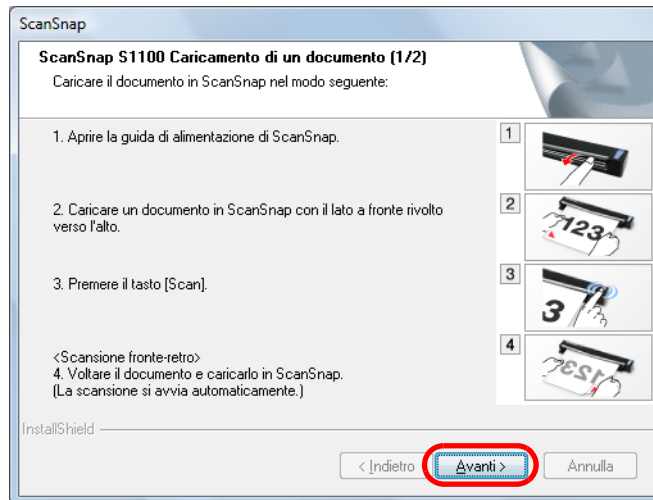 ScanSnap
ScanSnap S1100 Caricamento di un documento (1/2)
Caricare il documento in ScanSnap nel modo seguente:
1. Aprire la guida di alimentazione di ScanSnap.
1
2. Caricare un documento in ScanSnap con il lato a fronte rivolto
verso l'alto.
2
123
3. Premere il tasto [Scan].
3
3
<Scansione fronte-retro>
4. Voltare il documento e caricarlo in ScanSnap.
(La scansione si avvia automaticamente.)
4
123
InstallShield
< Indietro
Avanti >
Annulla